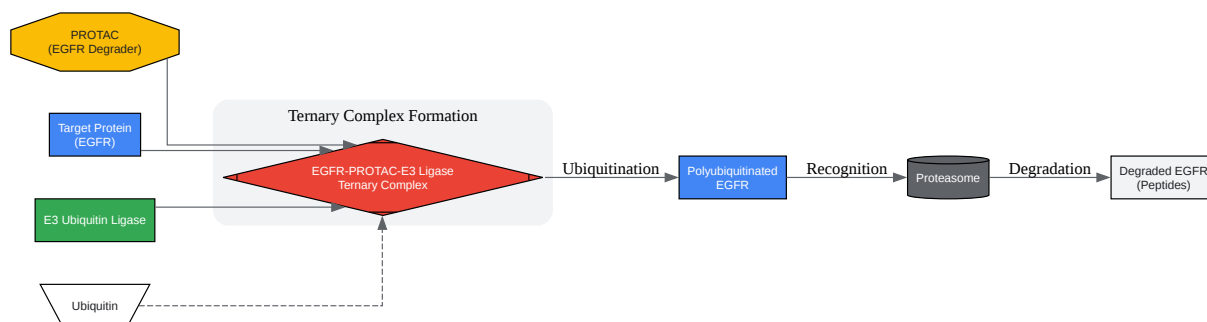 PROTAC
(EGFR Degrader)
Target Protein
(EGFR)
E3 Ubiquitin Ligase
Ubiquitin
Ternary Complex Formation
EGFR-PROTAC-E3 Ligase
Ternary Complex
Ubiquitination
Polyubiquitinated
EGFR
Recognition
Proteasome
Degradation
Degraded EGFR
(Peptides)